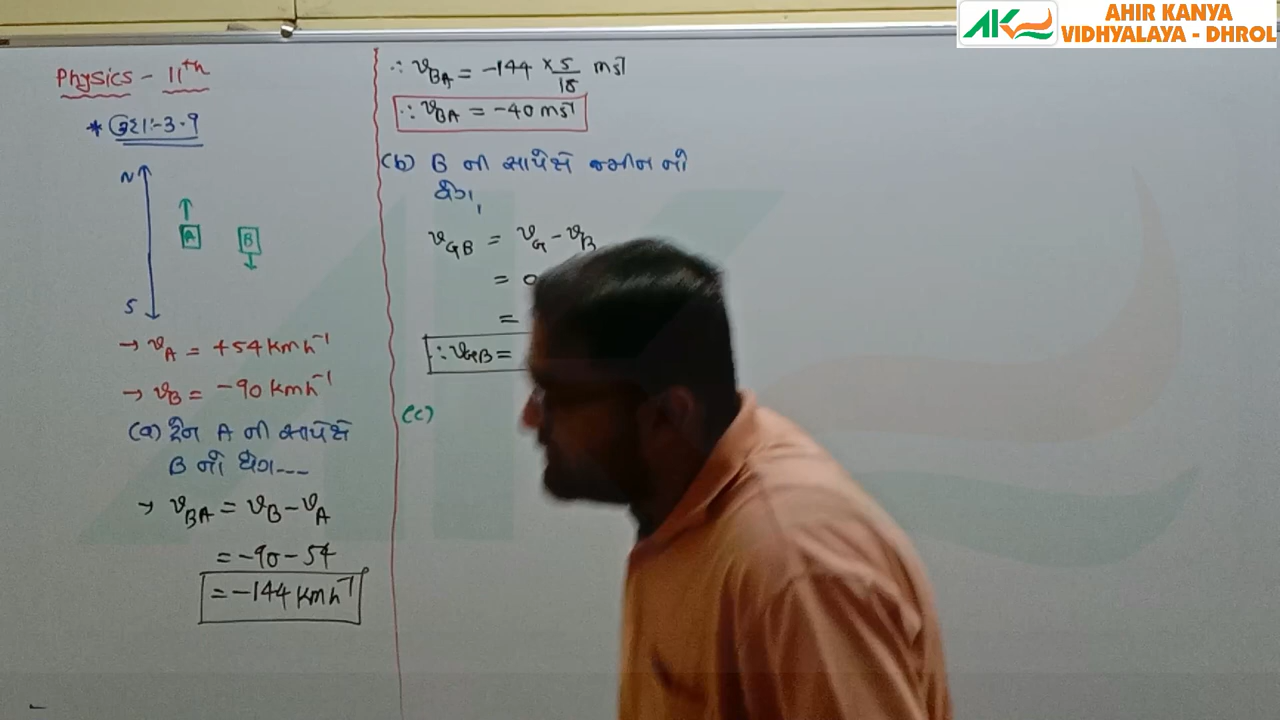 AHIR KANYA
VIDHYALAYA - DHROL
Physics - 11th
* ઉદા:-3.9
N
A B
S
→ vA = +54 kmh⁻¹
→ vB = -90 kmh⁻¹
(a) ટ્રેન A ની સાપેક્ષે
B નો વેગ---
→ vBA = vB - vA
= -90 - 54
= -144 kmh⁻¹
∴ vBA = -144 × 5/18 ms⁻¹
∴ vBA = -40 ms⁻¹
(b) B ની સાપેક્ષે જમીન નો
વેગ,
vGB = vG - vB
= 0
=
∴ vGB =
(c)